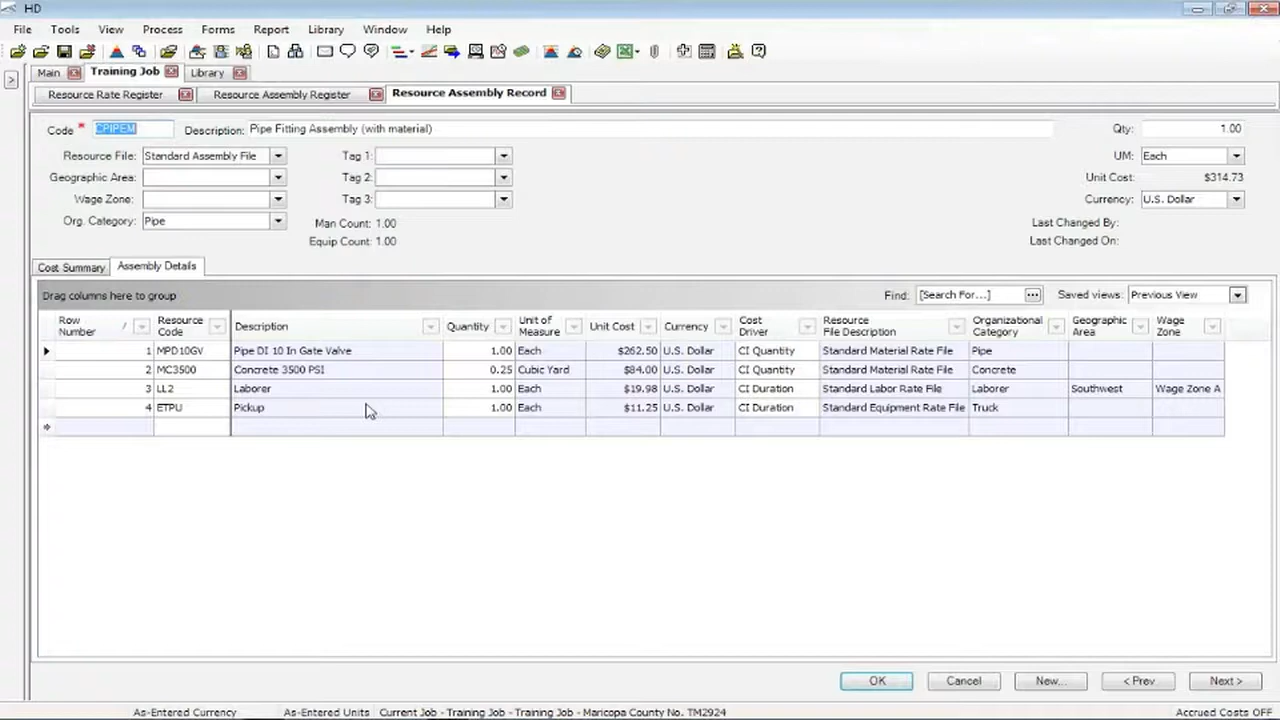 HD
File Tools View Process Forms Report Library Window Help
Main Training Job Library
Resource Rate Register Resource Assembly Register Resource Assembly Record
Code * CPIPEM Description: Pipe Fitting Assembly (with material) Qty: 1.00
Resource File: Standard Assembly File Tag 1: UM: Each
Geographic Area: Tag 2: Unit Cost: $314.73
Wage Zone: Tag 3: Currency: U.S. Dollar
Org. Category: Pipe Man Count: 1.00 Last Changed By:
Equip Count: 1.00 Last Changed On:
Cost Summary Assembly Details
Drag columns here to group Find: [Search For...] ... Saved views: Previous View
Row Number / Resource Code Description Quantity Unit of Measure Unit Cost Currency Cost Driver Resource File Description Organizational Category Geographic Area Wage Zone
1 MPD10GV Pipe DI 10 In Gate Valve 1.00 Each $262.50 U.S. Dollar CI Quantity Standard Material Rate File Pipe
2 MC3500 Concrete 3500 PSI 0.25 Cubic Yard $84.00 U.S. Dollar CI Quantity Standard Material Rate File Concrete
3 LL2 Laborer 1.00 Each $19.98 U.S. Dollar CI Duration Standard Labor Rate File Laborer Southwest Wage Zone A
4 ETPU Pickup 1.00 Each $11.25 U.S. Dollar CI Duration Standard Equipment Rate File Truck
OK Cancel New... < Prev Next >
As-Entered Currency As-Entered Units Current Job - Training Job - Training Job - Maricopa County No. TM2924 Accrued Costs OFF